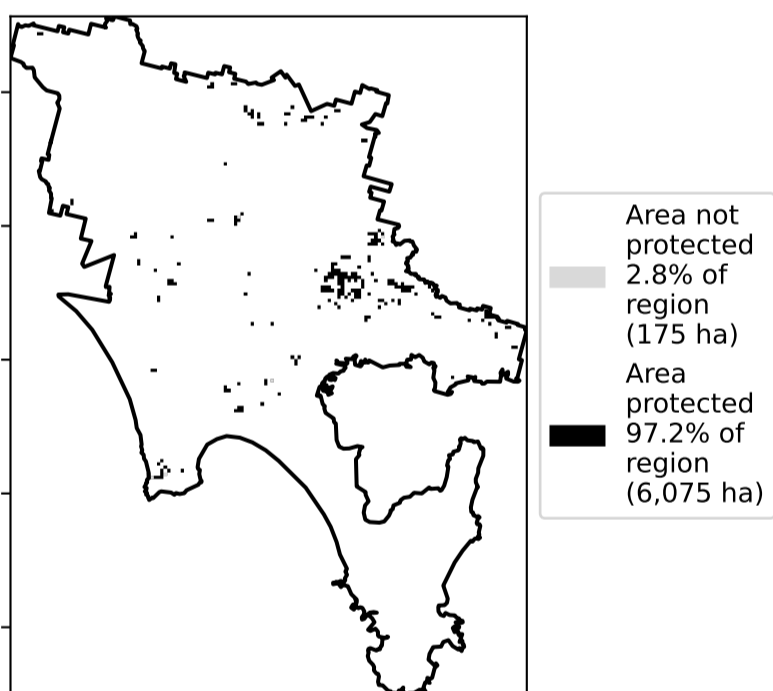 Area not
protected
2.8% of
region
(175 ha)
Area
protected
97.2% of
region
(6,075 ha)